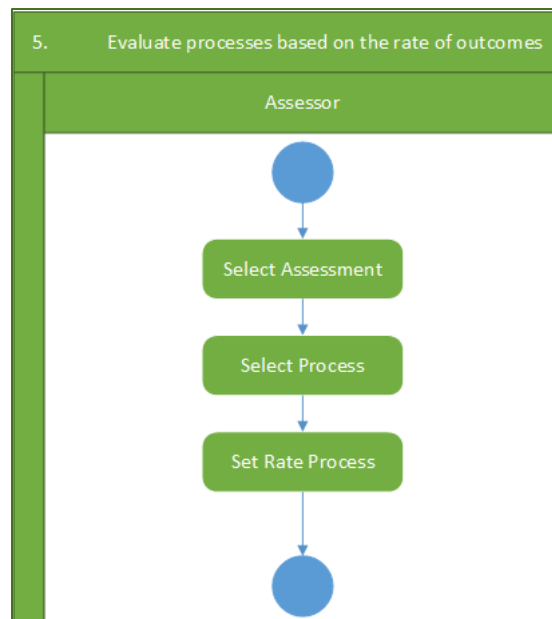 5. Evaluate processes based on the rate of outcomes
Assessor
Select Assessment
Select Process
Set Rate Process